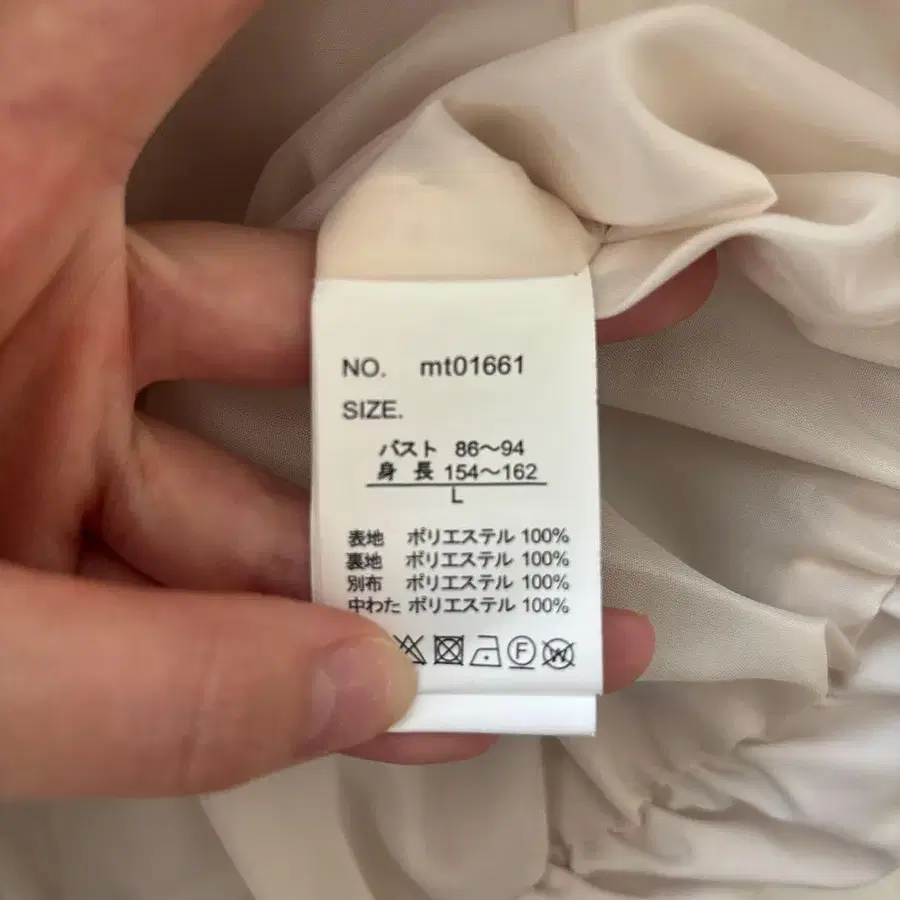 NO. mt01661
SIZE.
バスト 86～94
身 長 154～162
L
表地 ポリエステル 100%
裏地 ポリエステル 100%
別布 ポリエステル 100%
中わた ポリエステル 100%
F W